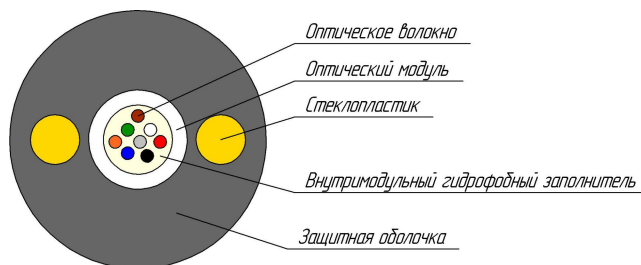 Оптическое волокно
Оптический модуль
Стеклопластик
Внутримодульный гидрофобный заполнитель
Защитная оболочка